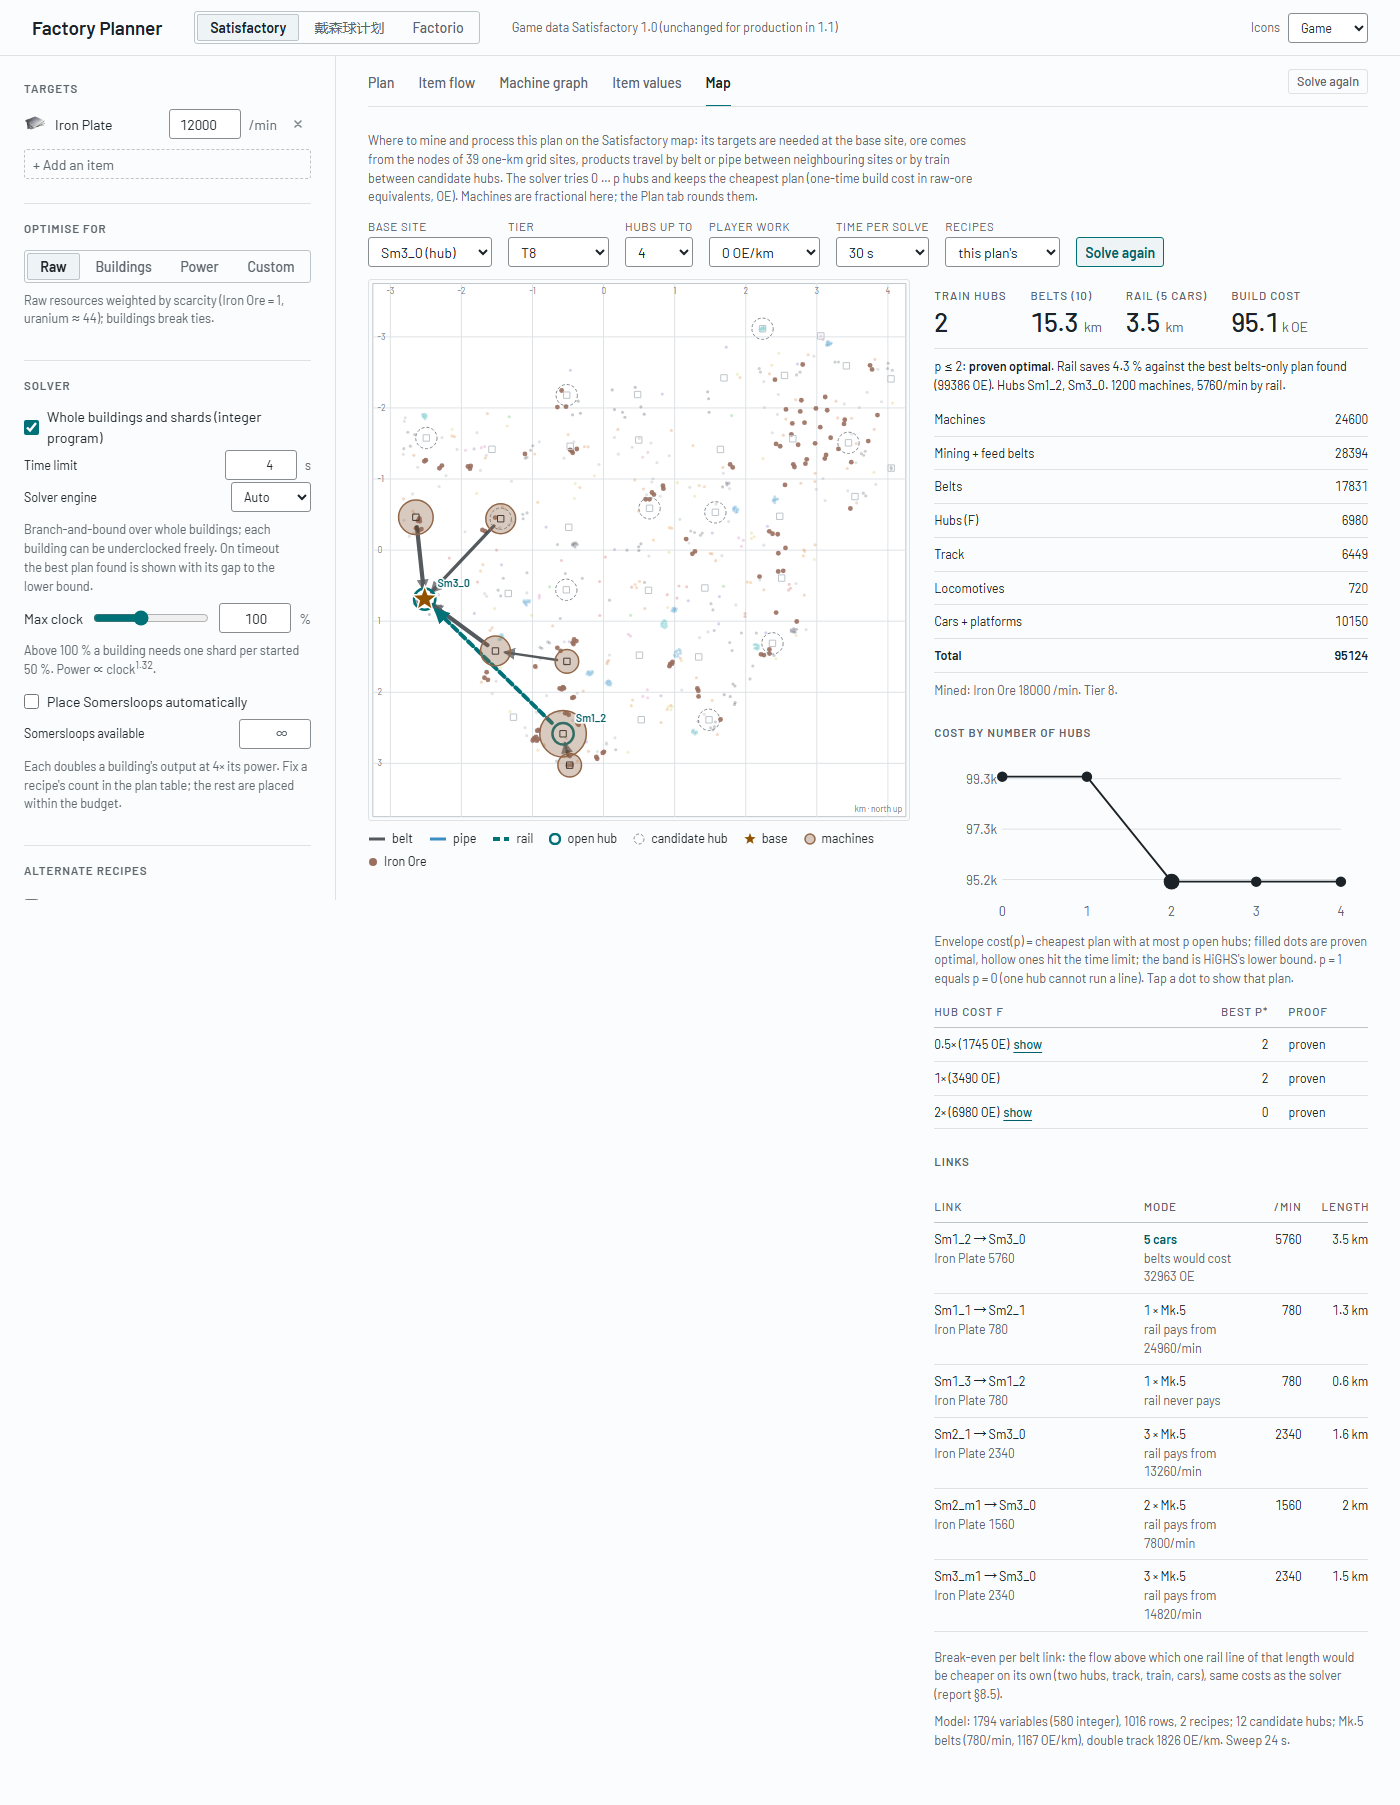 Factory Planner
Satisfactory
戴森球计划
Factorio
Game data Satisfactory 1.0 (unchanged for production in 1.1)
Icons
Game
TARGETS
Iron Plate
12000
/min
×
+ Add an item
OPTIMISE FOR
Raw
Buildings
Power
Custom
Raw resources weighted by scarcity (Iron Ore = 1,
uranium ≈ 44); buildings break ties.
SOLVER
Whole buildings and shards (integer
program)
Time limit
4
s
Solver engine
Auto
Branch-and-bound over whole buildings; each
building can be underclocked freely. On timeout
the best plan found is shown with its gap to the
lower bound.
Max clock
100
%
Above 100 % a building needs one shard per started
50 %. Power ∝ clock1.32.
Place Somersloops automatically
Somersloops available
∞
Each doubles a building's output at 4× its power. Fix a
recipe's count in the plan table; the rest are placed
within the budget.
ALTERNATE RECIPES
Plan
Item flow
Machine graph
Item values
Map
Solve again
Where to mine and process this plan on the Satisfactory map: its targets are needed at the base site, ore comes
from the nodes of 39 one-km grid sites, products travel by belt or pipe between neighbouring sites or by train
between candidate hubs. The solver tries 0 … p hubs and keeps the cheapest plan (one-time build cost in raw-ore
equivalents, OE). Machines are fractional here; the Plan tab rounds them.
BASE SITE
TIER
HUBS UP TO
PLAYER WORK
TIME PER SOLVE
RECIPES
Sm3_0 (hub)
T8
4
0 OE/km
30 s
this plan's
Solve again
-3
-2
-1
0
1
2
3
4
-3
-2
-1
0
1
2
3
Sm3_0
Sm1_2
km · north up
belt
pipe
rail
open hub
candidate hub
base
machines
Iron Ore
TRAIN HUBS
BELTS (10)
RAIL (5 CARS)
BUILD COST
2
15.3 km
3.5 km
95.1 k OE
p ≤ 2: proven optimal. Rail saves 4.3 % against the best belts-only plan found
(99386 OE). Hubs Sm1_2, Sm3_0. 1200 machines, 5760/min by rail.
Machines
24600
Mining + feed belts
28394
Belts
17831
Hubs (F)
6980
Track
6449
Locomotives
720
Cars + platforms
10150
Total
95124
Mined: Iron Ore 18000 /min. Tier 8.
COST BY NUMBER OF HUBS
99.3k
97.3k
95.2k
0
1
2
3
4
Envelope cost(p) = cheapest plan with at most p open hubs; filled dots are proven
optimal, hollow ones hit the time limit; the band is HiGHS's lower bound. p = 1
equals p = 0 (one hub cannot run a line). Tap a dot to show that plan.
HUB COST F
BEST P*
PROOF
0.5× (1745 OE) show
2
proven
1× (3490 OE)
2
proven
2× (6980 OE) show
0
proven
LINKS
LINK
MODE
/MIN
LENGTH
Sm1_2 → Sm3_0
5 cars
5760
3.5 km
Iron Plate 5760
belts would cost
32963 OE
Sm1_1 → Sm2_1
1 × Mk.5
780
1.3 km
Iron Plate 780
rail pays from
24960/min
Sm1_3 → Sm1_2
1 × Mk.5
780
0.6 km
Iron Plate 780
rail never pays
Sm2_1 → Sm3_0
3 × Mk.5
2340
1.6 km
Iron Plate 2340
rail pays from
13260/min
Sm2_m1 → Sm3_0
2 × Mk.5
1560
2 km
Iron Plate 1560
rail pays from
7800/min
Sm3_m1 → Sm3_0
3 × Mk.5
2340
1.5 km
Iron Plate 2340
rail pays from
14820/min
Break-even per belt link: the flow above which one rail line of that length would
be cheaper on its own (two hubs, track, train, cars), same costs as the solver
(report §8.5).
Model: 1794 variables (580 integer), 1016 rows, 2 recipes; 12 candidate hubs; Mk.5
belts (780/min, 1167 OE/km), double track 1826 OE/km. Sweep 24 s.